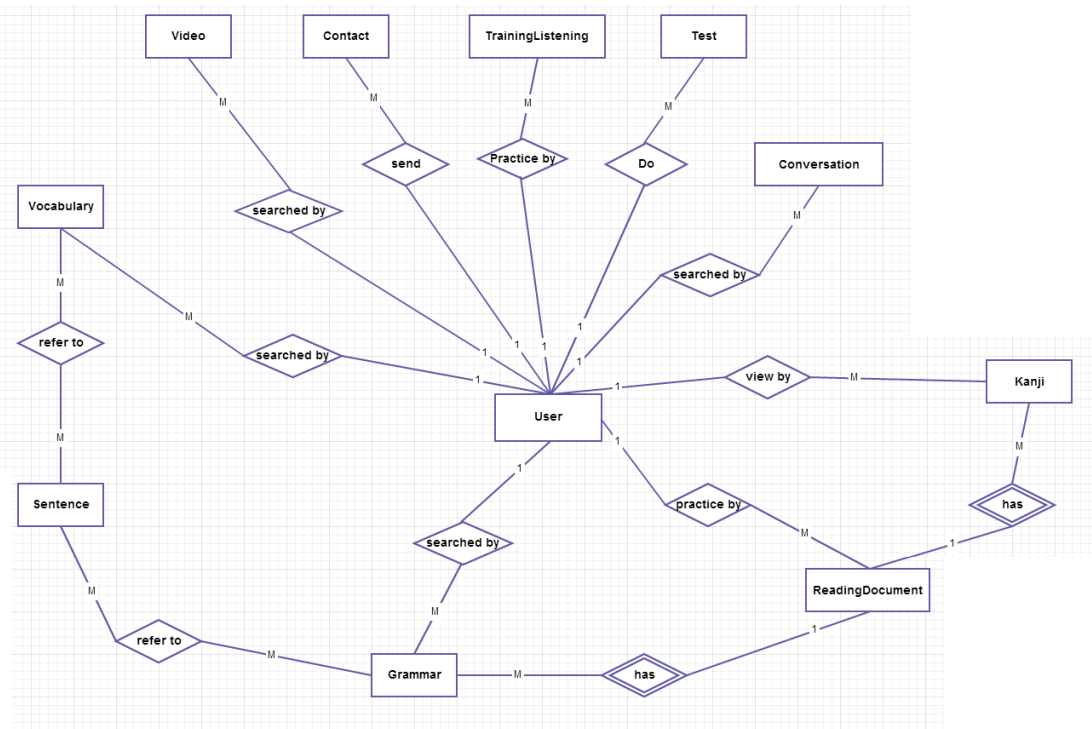 Video
Contact
TrainingListening
Test
M
M
M
M
send
Practice by
Do
Conversation
Vocabulary
searched by
M
searched by
M
M
refer to
searched by
1
1
1
1
1
1
1
view by
M
Kanji
User
M
1
1
M
Sentence
searched by
practice by
has
M
1
M
M
ReadingDocument
1
refer to
M
Grammar
M
has